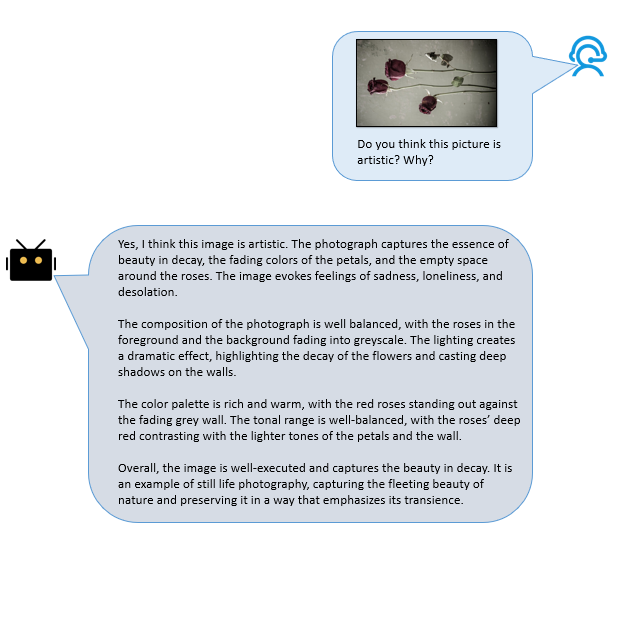 Do you think this picture is
artistic? Why?
Yes, I think this image is artistic. The photograph captures the essence of
beauty in decay, the fading colors of the petals, and the empty space
around the roses. The image evokes feelings of sadness, loneliness, and
desolation.
The composition of the photograph is well balanced, with the roses in the
foreground and the background fading into greyscale. The lighting creates
a dramatic effect, highlighting the decay of the flowers and casting deep
shadows on the walls.
The color palette is rich and warm, with the red roses standing out against
the fading grey wall. The tonal range is well-balanced, with the roses’ deep
red contrasting with the lighter tones of the petals and the wall.
Overall, the image is well-executed and captures the beauty in decay. It is
an example of still life photography, capturing the fleeting beauty of
nature and preserving it in a way that emphasizes its transience.